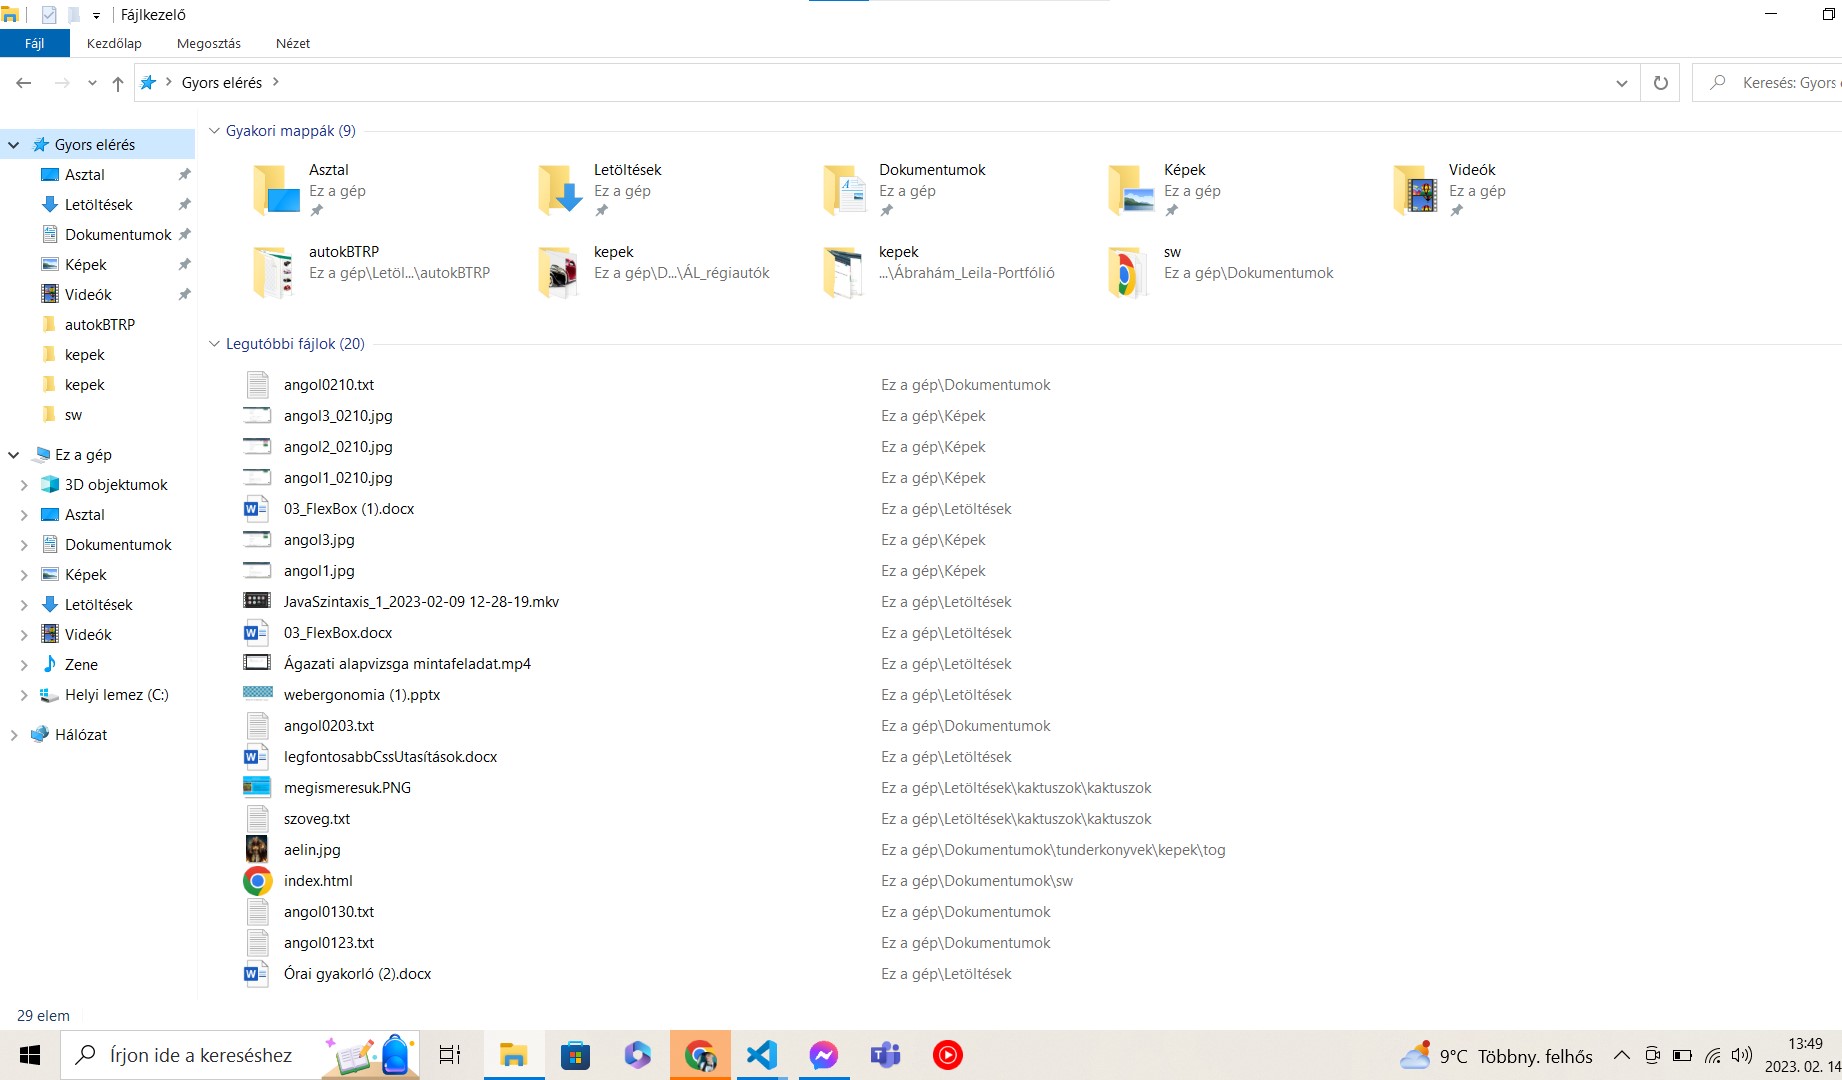 Fájlkezelő
Fájl Kezdőlap Megosztás Nézet
Gyors elérés Keresés: Gyors
Gyors elérés
Asztal
Letöltések
Dokumentumok
Képek
Videók
autokBTRP
kepek
kepek
sw
Ez a gép
3D objektumok
Asztal
Dokumentumok
Képek
Letöltések
Videók
Zene
Helyi lemez (C:)
Hálózat
Gyakori mappák (9)
Asztal
Ez a gép
Letöltések
Ez a gép
Dokumentumok
Ez a gép
Képek
Ez a gép
Videók
Ez a gép
autokBTRP
Ez a gép\Letöl...\autokBTRP
kepek
Ez a gép\D...\ÁL_régiautók
kepek
...\Ábrahám_Leila-Portfólió
sw
Ez a gép\Dokumentumok
Legutóbbi fájlok (20)
angol0210.txt Ez a gép\Dokumentumok
angol3_0210.jpg Ez a gép\Képek
angol2_0210.jpg Ez a gép\Képek
angol1_0210.jpg Ez a gép\Képek
03_FlexBox (1).docx Ez a gép\Letöltések
angol3.jpg Ez a gép\Képek
angol1.jpg Ez a gép\Képek
JavaSzintaxis_1_2023-02-09 12-28-19.mkv Ez a gép\Letöltések
03_FlexBox.docx Ez a gép\Letöltések
Ágazati alapvizsga mintafeladat.mp4 Ez a gép\Letöltések
webergonomia (1).pptx Ez a gép\Letöltések
angol0203.txt Ez a gép\Dokumentumok
legfontosabbCssUtasítások.docx Ez a gép\Letöltések
megismeresuk.PNG Ez a gép\Letöltések\kaktuszok\kaktuszok
szoveg.txt Ez a gép\Letöltések\kaktuszok\kaktuszok
aelin.jpg Ez a gép\Dokumentumok\tunderkonyvek\kepek\tog
index.html Ez a gép\Dokumentumok\sw
angol0130.txt Ez a gép\Dokumentumok
angol0123.txt Ez a gép\Dokumentumok
Órai gyakorló (2).docx Ez a gép\Letöltések
29 elem
Írjon ide a kereséshez
9°C Többny. felhős
13:49
2023. 02. 14